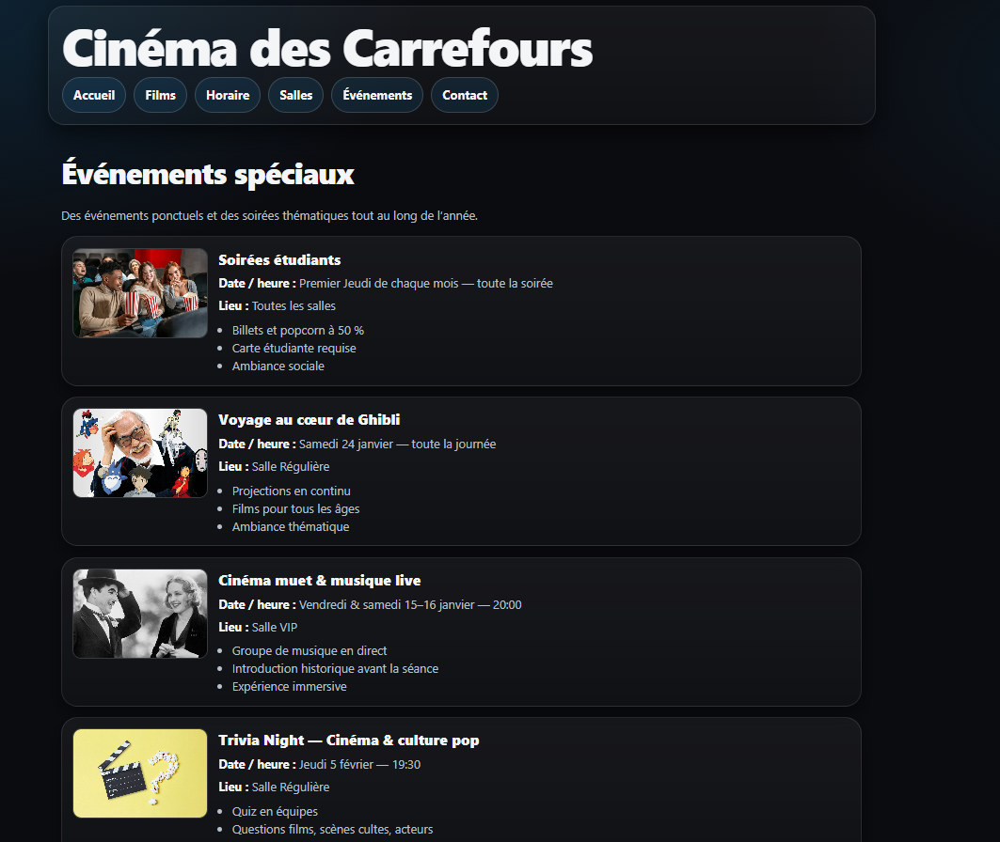 Cinéma des Carrefours
Accueil
Films
Horaire
Salles
Événements
Contact
Événements spéciaux
Des événements ponctuels et des soirées thématiques tout au long de l'année.
Soirées étudiants
Date / heure : Premier Jeudi de chaque mois — toute la soirée
Lieu : Toutes les salles
• Billets et popcorn à 50 %
• Carte étudiante requise
• Ambiance sociale
Voyage au cœur de Ghibli
Date / heure : Samedi 24 janvier — toute la journée
Lieu : Salle Régulière
• Projections en continu
• Films pour tous les âges
• Ambiance thématique
Cinéma muet & musique live
Date / heure : Vendredi & samedi 15–16 janvier — 20:00
Lieu : Salle VIP
• Groupe de musique en direct
• Introduction historique avant la séance
• Expérience immersive
Trivia Night — Cinéma & culture pop
Date / heure : Jeudi 5 février — 19:30
Lieu : Salle Régulière
• Quiz en équipes
• Questions films, scènes cultes, acteurs